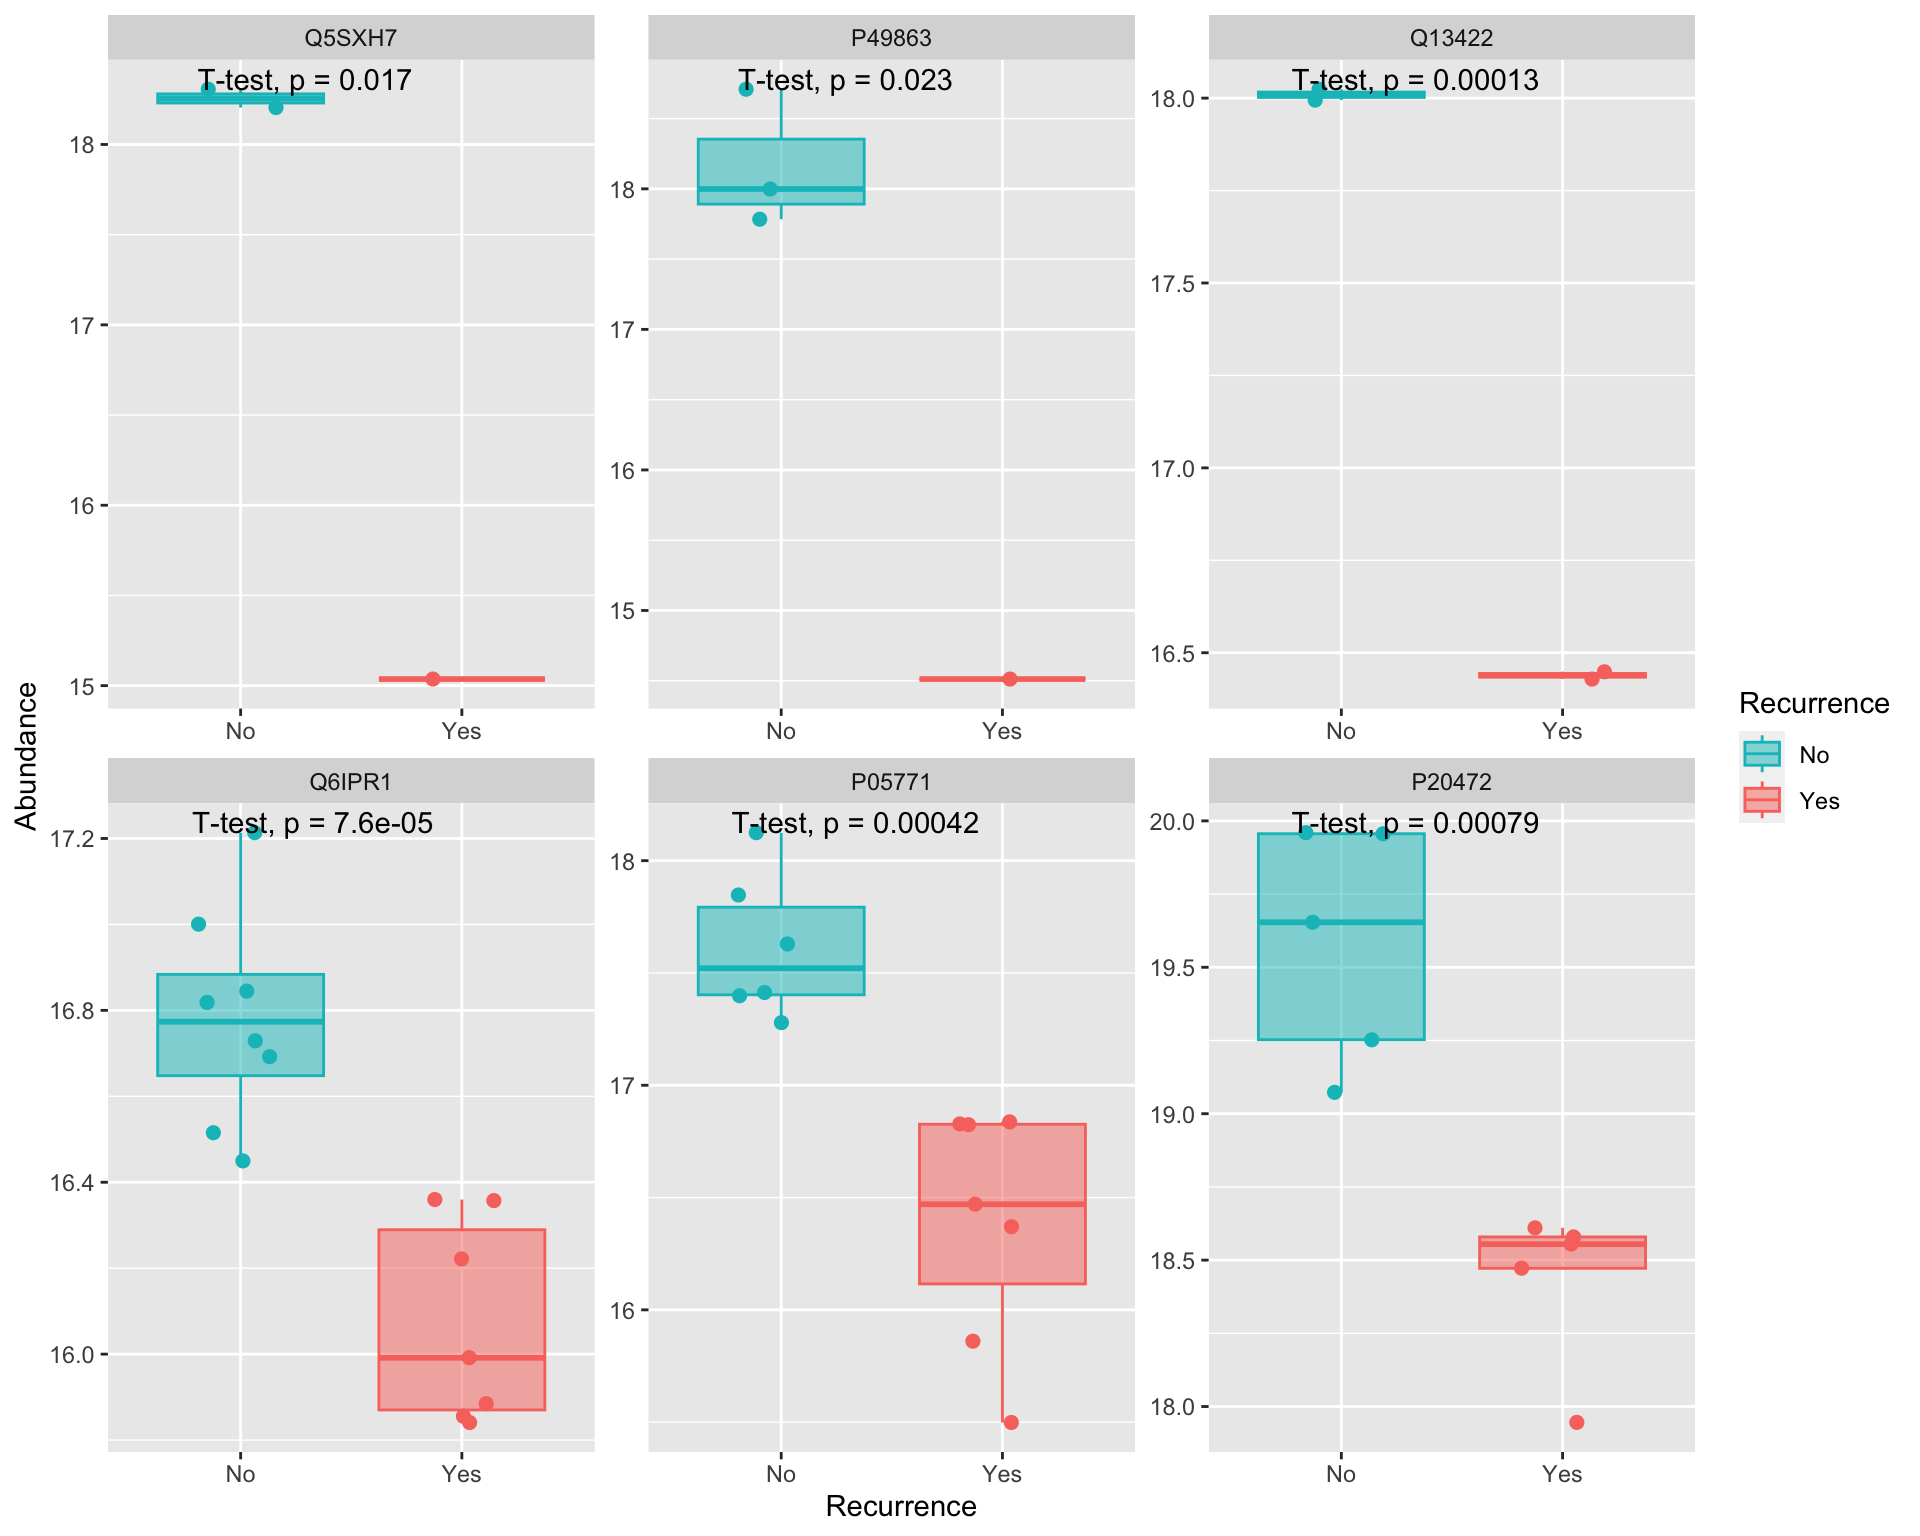 Q5SXH7
P49863
Q13422
T-test, p = 0.017
T-test, p = 0.023
T-test, p = 0.00013
18
17
16
15
18
17
16
15
18.0
17.5
17.0
16.5
No
Yes
No
Yes
No
Yes
Q6IPR1
P05771
P20472
T-test, p = 7.6e-05
T-test, p = 0.00042
T-test, p = 0.00079
17.2
16.8
16.4
16.0
18
17
16
20.0
19.5
19.0
18.5
18.0
No
Yes
No
Yes
No
Yes
Abundance
Recurrence
Recurrence
No
Yes